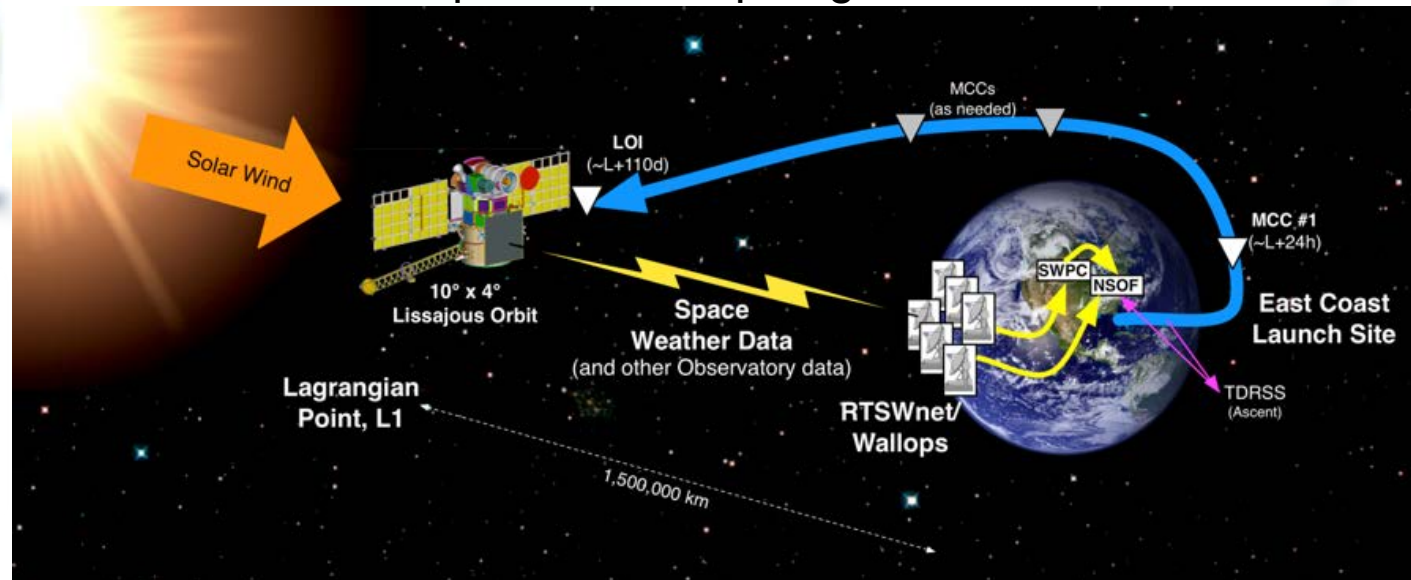 Solar Wind
LOI
(~L+110d)
MCCs
(as needed)
MCC #1
(~L+24h)
10° x 4°
Lissajous Orbit
SWPC
NSOF
Space
Weather Data
(and other Observatory data)
East Coast
Launch Site
Lagrangian
Point, L1
RTSWnet/
Wallops
TDRSS
(Ascent)
1,500,000 km